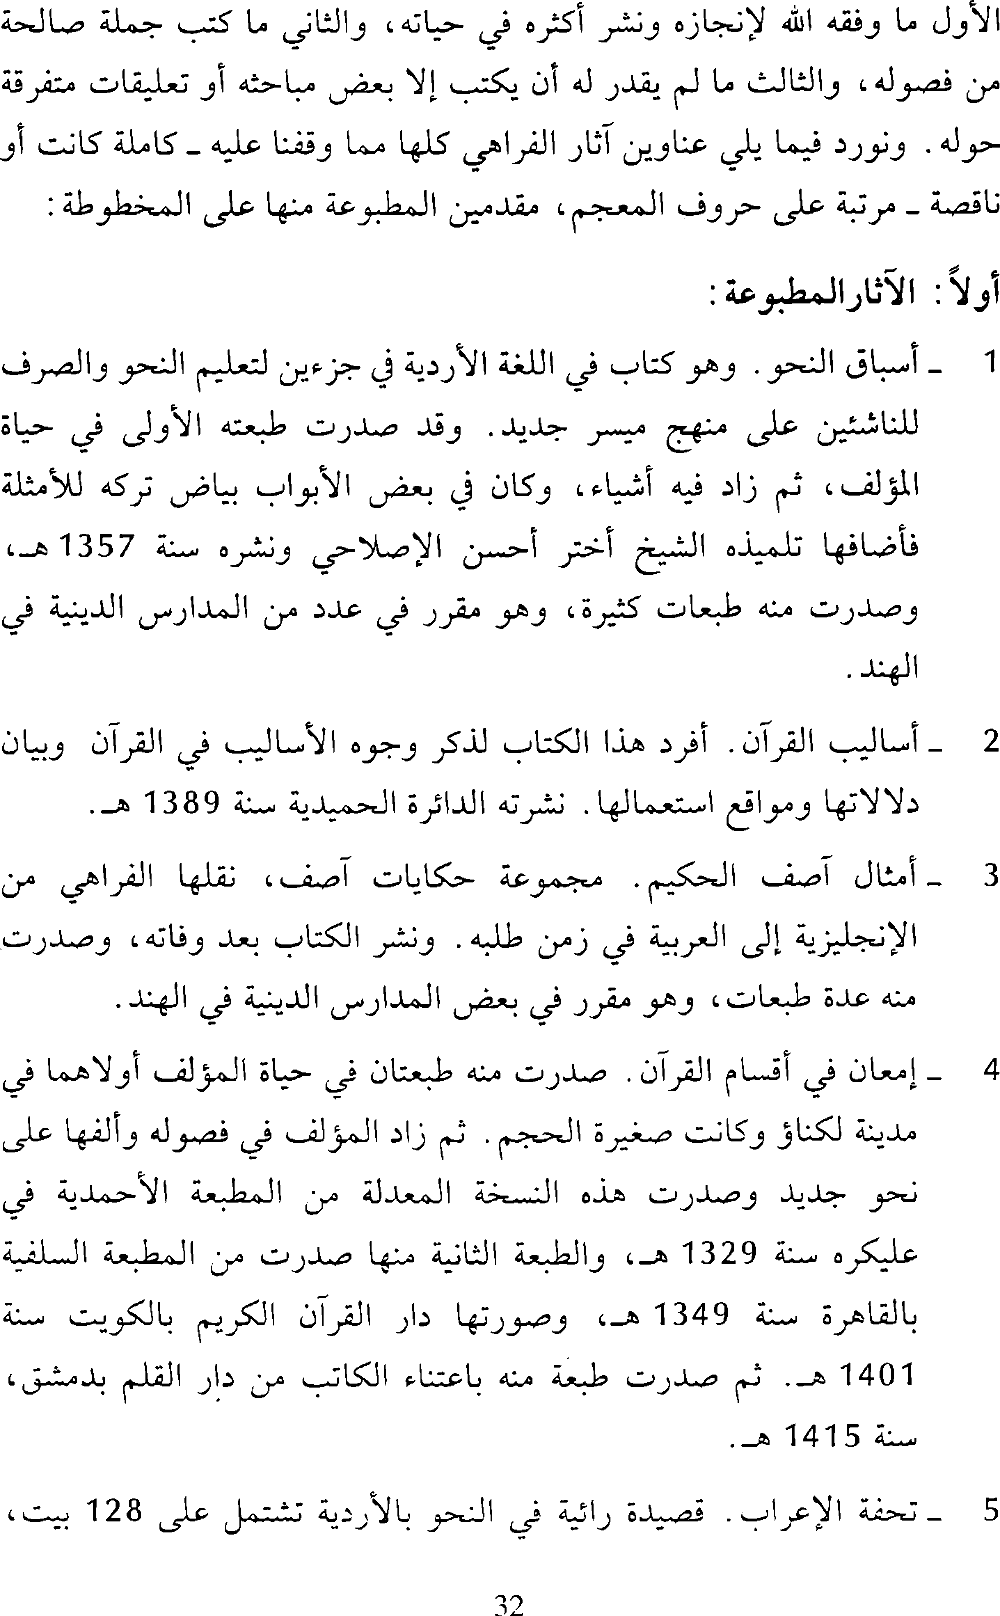 الأول ما وفقه الله لإنجازه ونشر أكثره في حياته، والثاني ما كتب جملة صالحة
من فصوله، والثالث ما لم يقدر له أن يكتب إلا بعض مباحثه أو تعليقات متفرقة
حوله. ونورد فيما يلي عناوين آثار الفراهي كلها مما وقفنا عليه ـ كاملة كانت أو
ناقصة ـ مرتبة على حروف المعجم، مقدمين المطبوعة منها على المخطوطة:
أولاً: الآثار المطبوعة:
1 ـ أسباق النحو. وهو كتاب في اللغة الأردية في جزءين لتعليم النحو والصرف
للناشئين على منهج ميسر جديد. وقد صدرت طبعته الأولى في حياة
المؤلف، ثم زاد فيه أشياء، وكان في بعض الأبواب بياض تركه للأمثلة
فأضافها تلميذه الشيخ أختر أحسن الإصلاحي ونشره سنة 1357 هـ،
وصدرت منه طبعات كثيرة، وهو مقرر في عدد من المدارس الدينية في
الهند.
2 ـ أساليب القرآن. أفرد هذا الكتاب لذكر وجوه الأساليب في القرآن وبيان
دلالاتها ومواقع استعمالها. نشرته الدائرة الحميدية سنة 1389 هـ.
3 ـ أمثال آصف الحكيم. مجموعة حكايات آصف، نقلها الفراهي من
الإنجليزية إلى العربية في زمن طلبه. ونشر الكتاب بعد وفاته، وصدرت
منه عدة طبعات، وهو مقرر في بعض المدارس الدينية في الهند.
4 ـ إمعان في أقسام القرآن. صدرت منه طبعتان في حياة المؤلف أولاهما في
مدينة لكناؤ وكانت صغيرة الحجم. ثم زاد المؤلف في فصوله وألفها على
نحو جديد وصدرت هذه النسخة المعدلة من المطبعة الأحمدية في
عليكره سنة 1329 هـ، والطبعة الثانية منها صدرت من المطبعة السلفية
بالقاهرة سنة 1349 هـ، وصورتها دار القرآن الكريم بالكويت سنة
1401 هـ. ثم صدرت طبعة منه باعتناء الكاتب من دار القلم بدمشق،
سنة 1415 هـ.
5 ـ تحفة الإعراب. قصيدة رائية في النحو بالأردية تشتمل على 128 بيت،
32